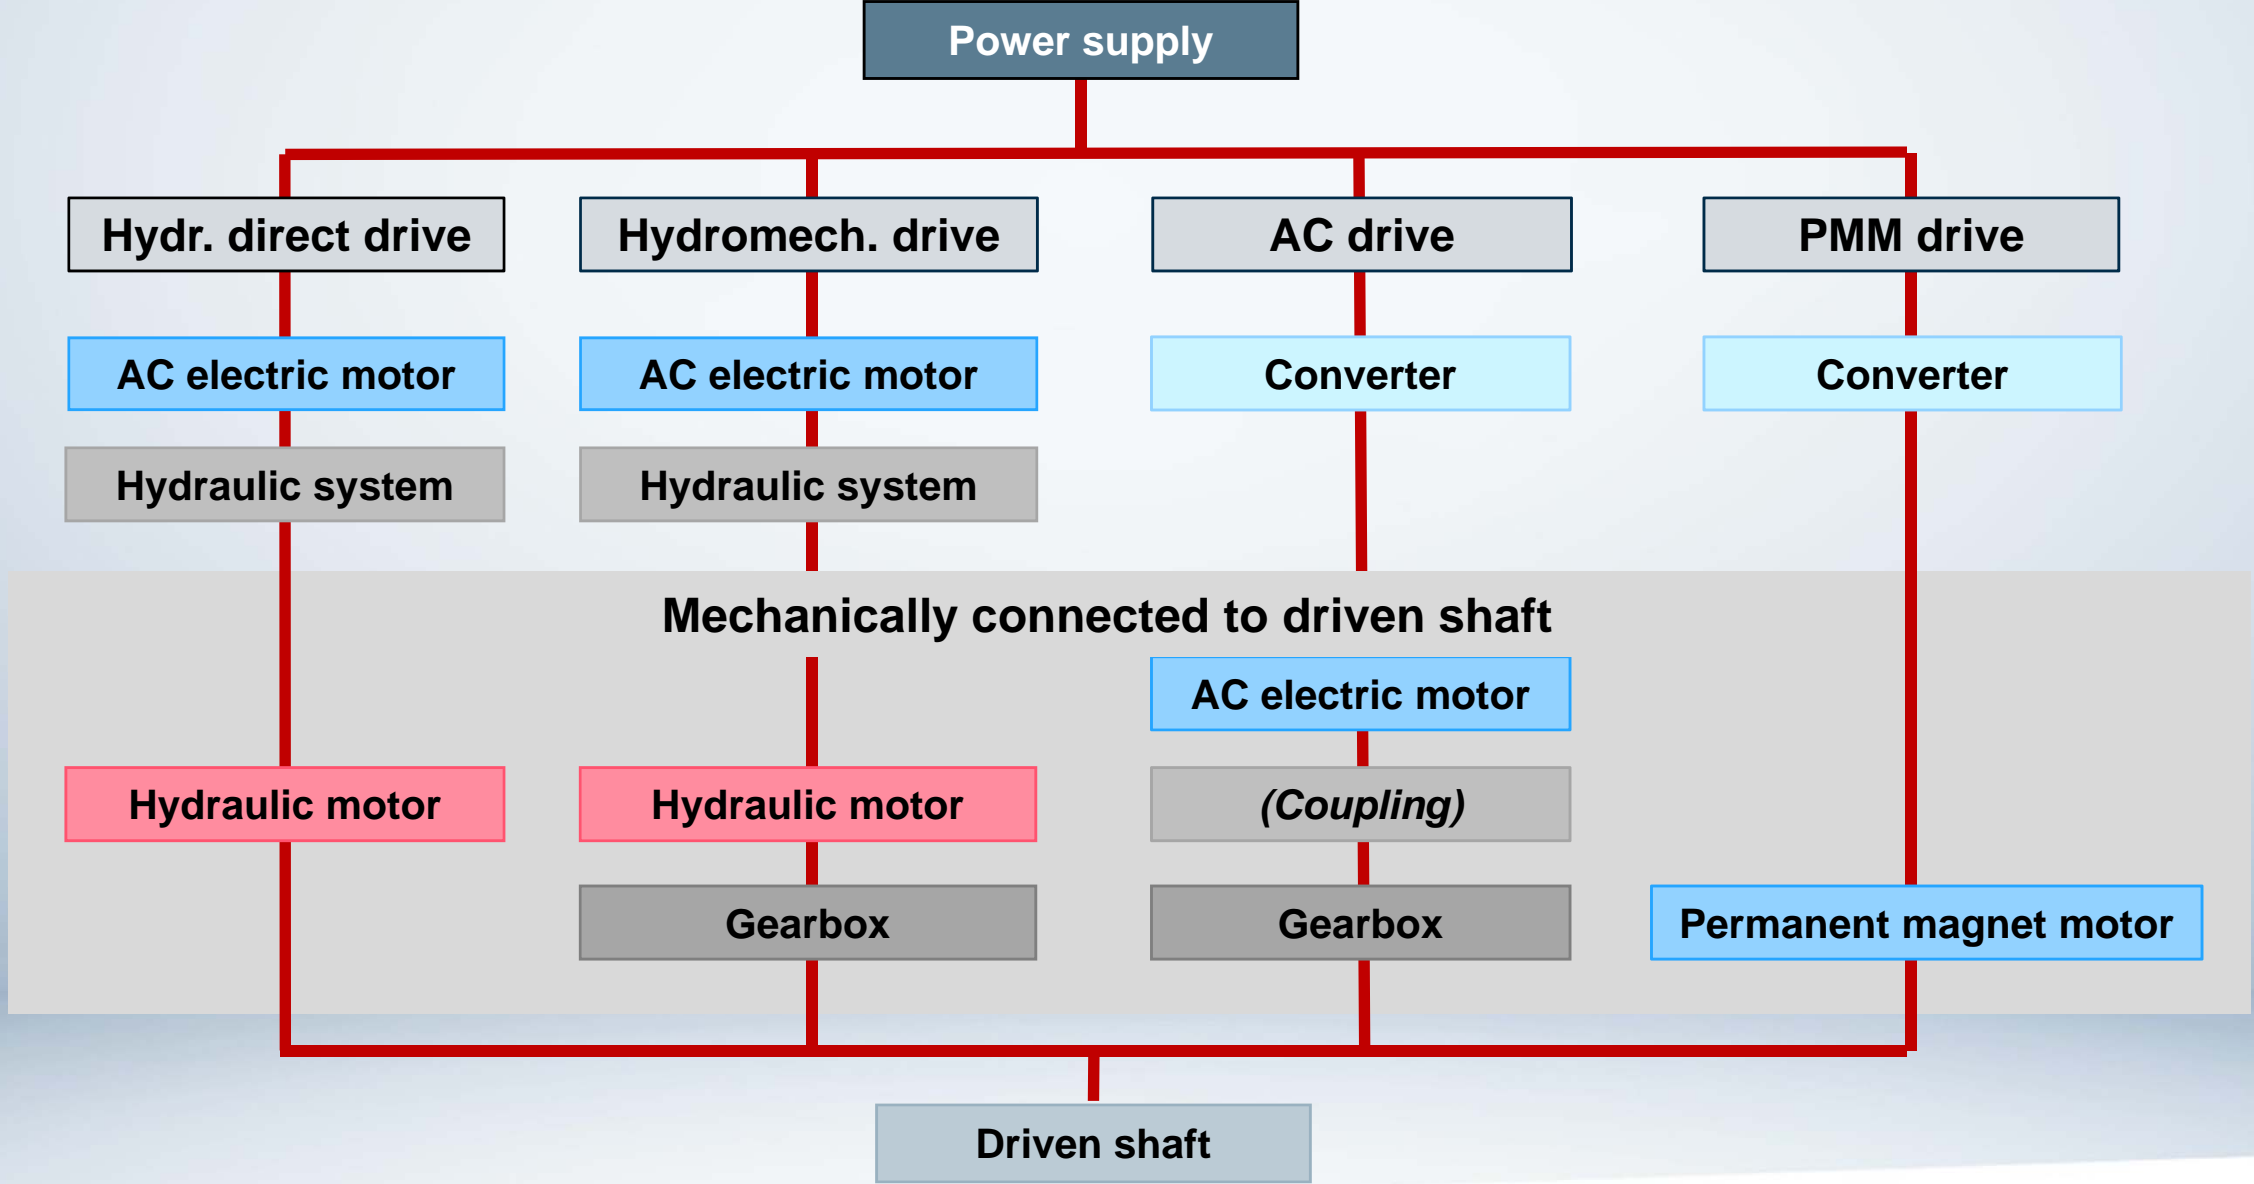 Power supply
Hydr. direct drive
Hydromech. drive
AC drive
PMM drive
AC electric motor
AC electric motor
Converter
Converter
Hydraulic system
Hydraulic system
Mechanically connected to driven shaft
AC electric motor
Hydraulic motor
Hydraulic motor
(Coupling)
Gearbox
Gearbox
Permanent magnet motor
Driven shaft